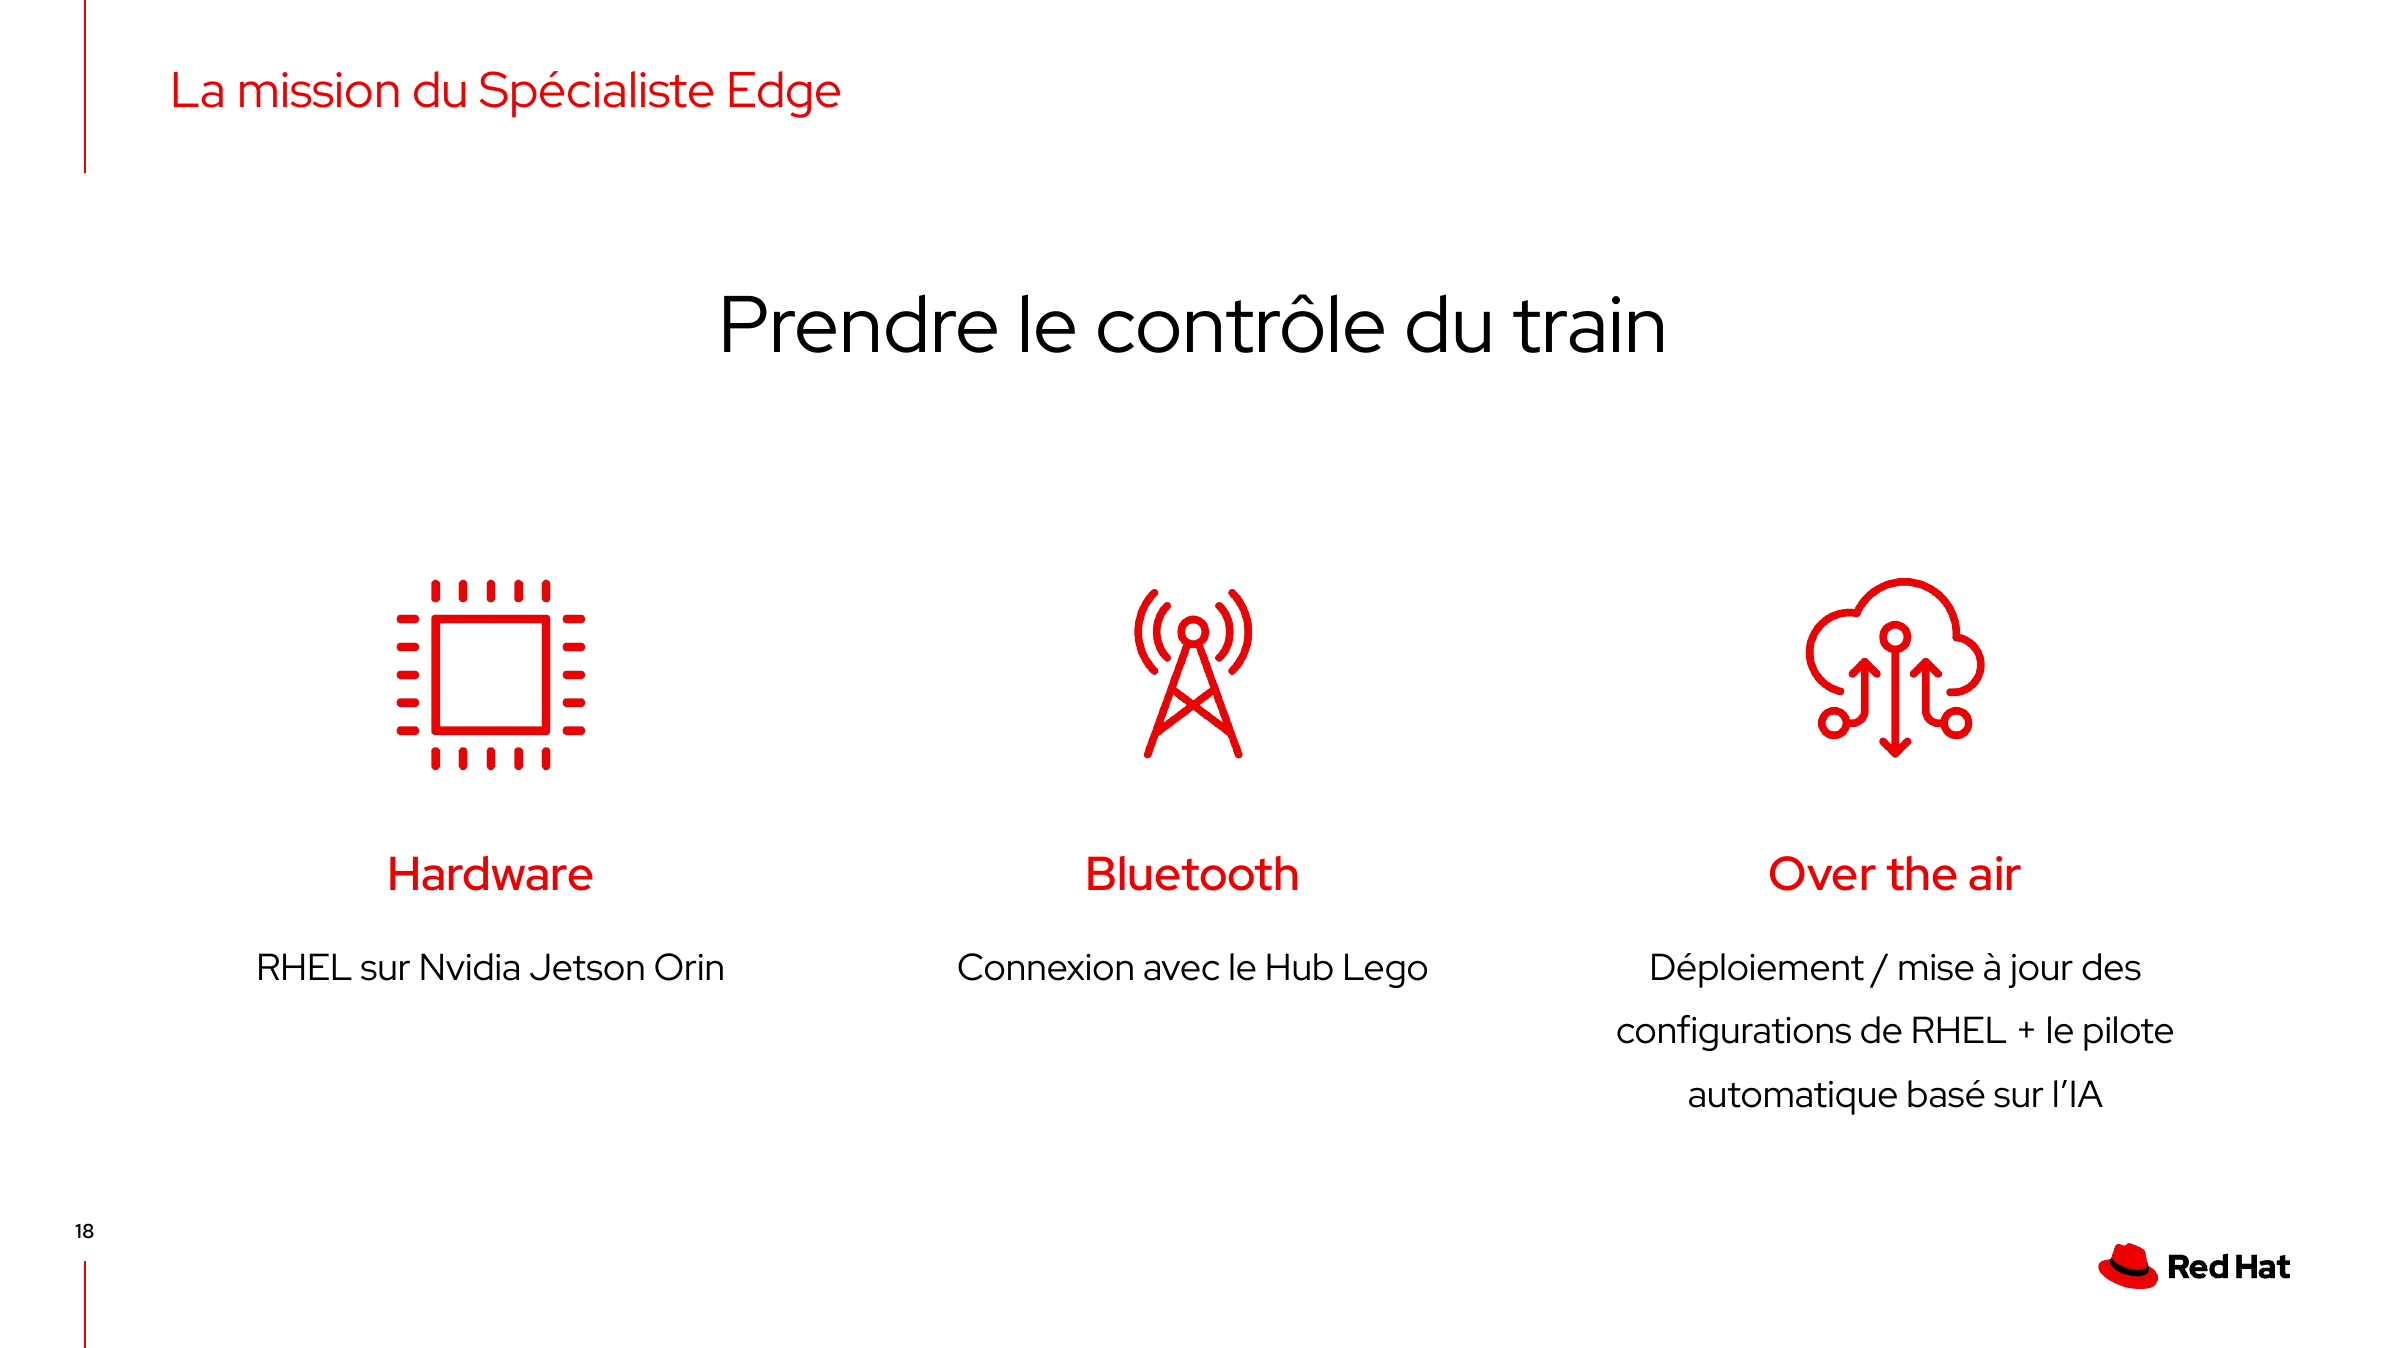 La mission du Spécialiste Edge
Prendre le contrôle du train
Hardware
RHEL sur Nvidia Jetson Orin
Bluetooth
Connexion avec le Hub Lego
Over the air
Déploiement / mise à jour des
configurations de RHEL + le pilote
automatique basé sur l’IA
18
Red Hat